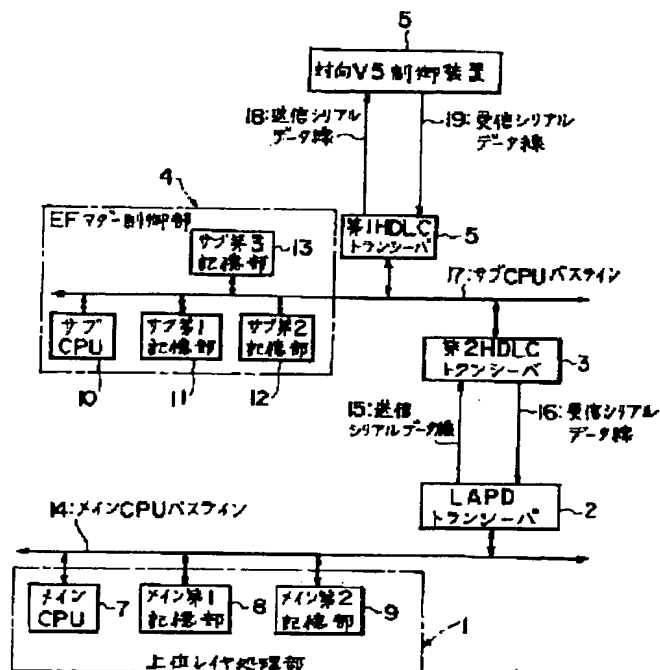 5
対向V5制御装置
18:送信シリアル
データ線
19:受信シリアル
データ線
4
EFマダー制御部
サブ第3
記憶部
13
第1HDLC
トランシーバ
5
17:サブCPUバスライン
サブ
CPU
サブ第1
記憶部
サブ第2
記憶部
10
11
12
第2HDLC
トランシーバ
3
15:送信
シリアルデータ線
16:受信シリアル
データ線
LAPD
トランシーバ
2
14:メインCPUバスライン
メイン
CPU
7
メイン第1
記憶部
8
メイン第2
記憶部
9
1
上位レイヤ処理部